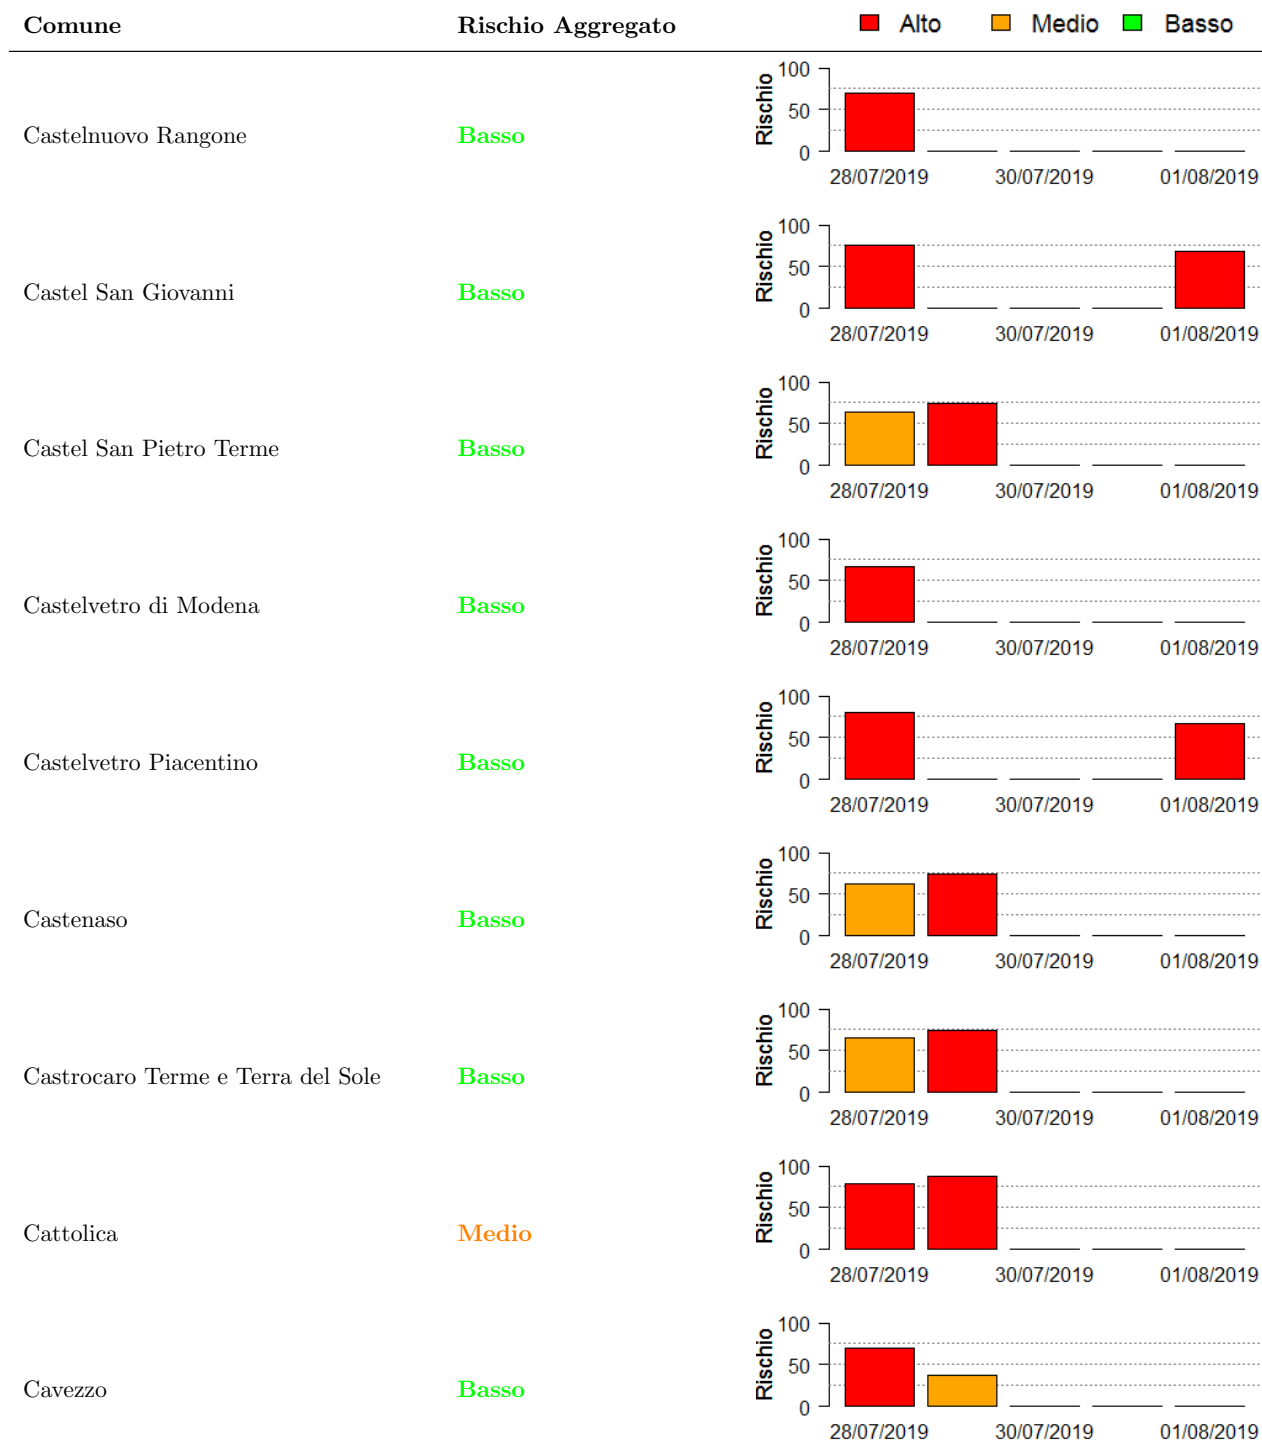 Comune Rischio Aggregato Alto Medio Basso
Castelnuovo Rangone Basso
Rischio
100
50
0
28/07/2019 30/07/2019 01/08/2019
Castel San Giovanni Basso
Rischio
100
50
0
28/07/2019 30/07/2019 01/08/2019
Castel San Pietro Terme Basso
Rischio
100
50
0
28/07/2019 30/07/2019 01/08/2019
Castelvetro di Modena Basso
Rischio
100
50
0
28/07/2019 30/07/2019 01/08/2019
Castelvetro Piacentino Basso
Rischio
100
50
0
28/07/2019 30/07/2019 01/08/2019
Castenaso Basso
Rischio
100
50
0
28/07/2019 30/07/2019 01/08/2019
Castrocaro Terme e Terra del Sole Basso
Rischio
100
50
0
28/07/2019 30/07/2019 01/08/2019
Cattolica Medio
Rischio
100
50
0
28/07/2019 30/07/2019 01/08/2019
Cavezzo Basso
Rischio
100
50
0
28/07/2019 30/07/2019 01/08/2019